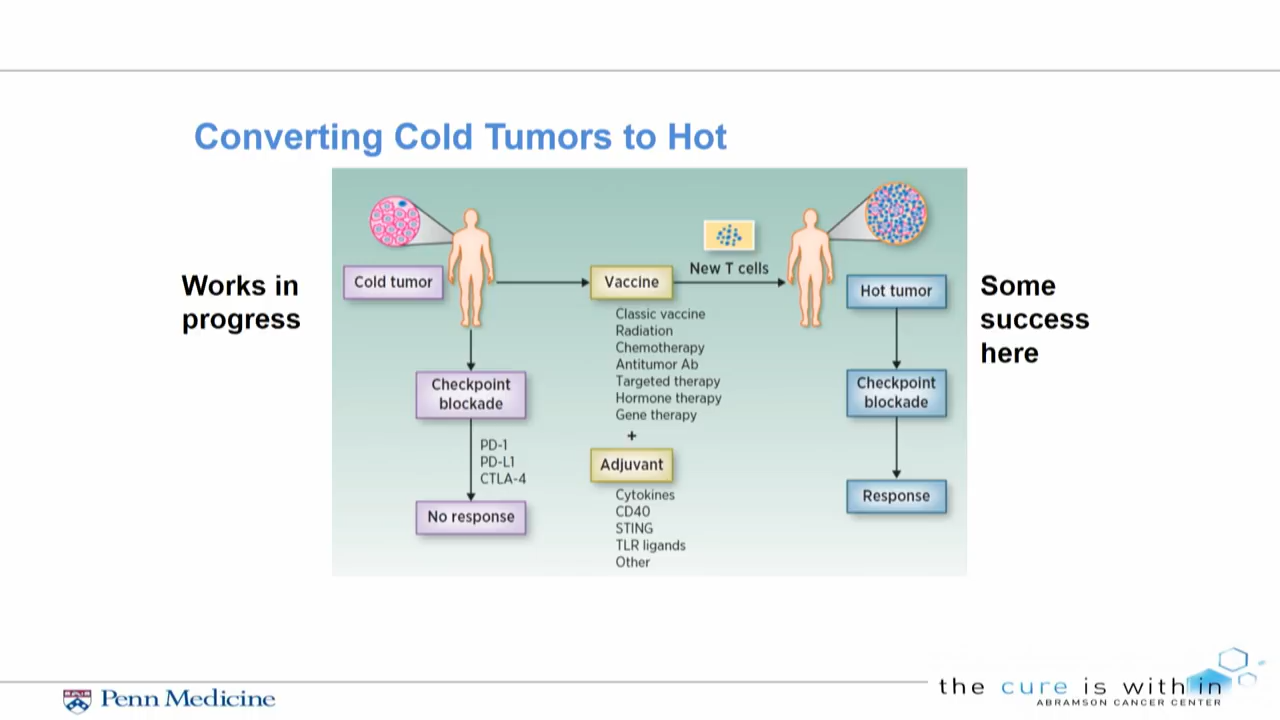 Converting Cold Tumors to Hot
Works in
progress
Cold tumor
Checkpoint
blockade
PD-1
PD-L1
CTLA-4
No response
Vaccine
Classic vaccine
Radiation
Chemotherapy
Antitumor Ab
Targeted therapy
Hormone therapy
Gene therapy
+
Adjuvant
Cytokines
CD40
STING
TLR ligands
Other
New T cells
Hot tumor
Checkpoint
blockade
Response
Some
success
here
Penn Medicine
the cure is within
ABRAMSON CANCER CENTER